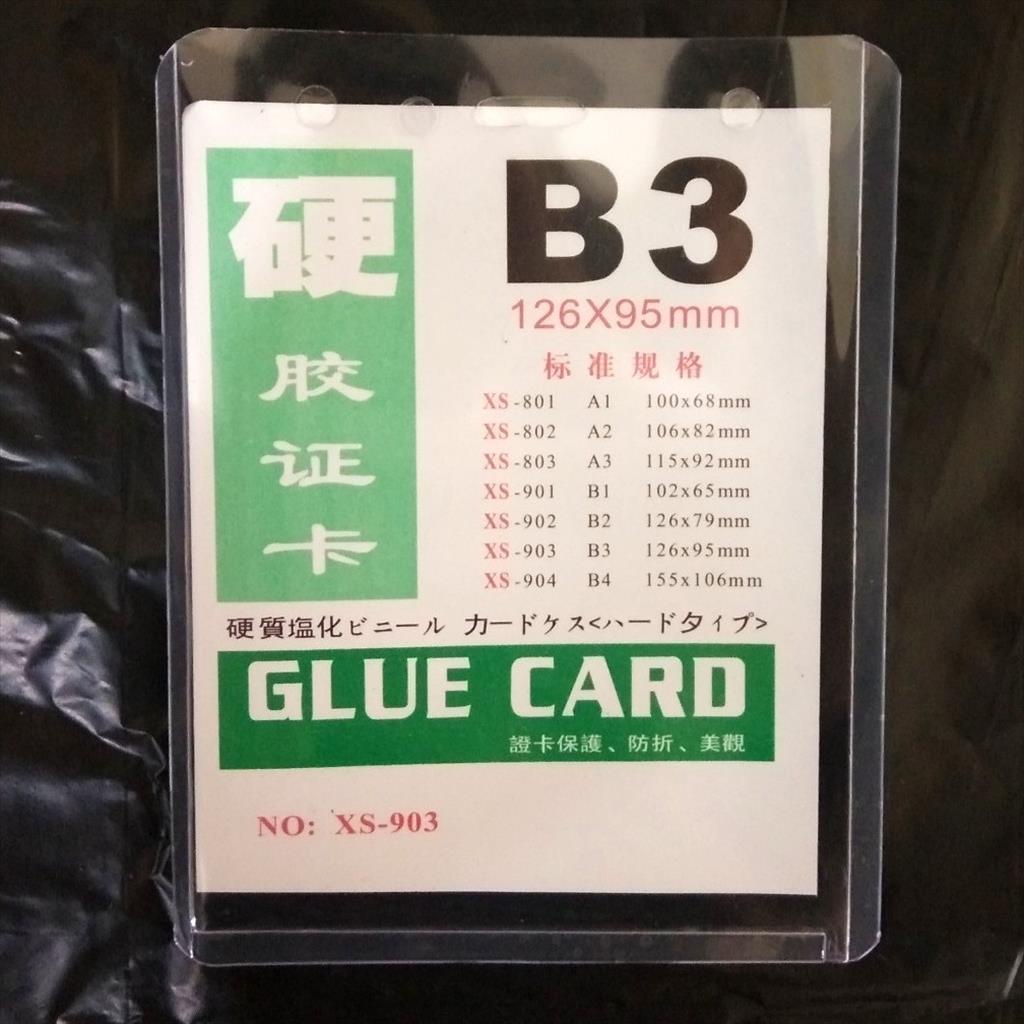 硬
胶
证
卡
B3
126X95mm
标准规格
XS-801 A1 100x68mm
XS-802 A2 106x82mm
XS-803 A3 115x92mm
XS-901 B1 102x65mm
XS-902 B2 126x79mm
XS-903 B3 126x95mm
XS-904 B4 155x106mm
硬質塩化ビニール カードケス<ハードタイプ>
GLUE CARD
證卡保護、防折、美觀
NO: XS-903